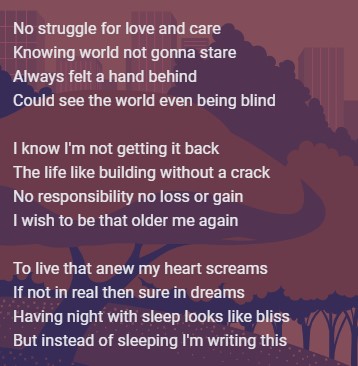 No struggle for love and care
Knowing world not gonna stare
Always felt a hand behind
Could see the world even being blind

I know I'm not getting it back
The life like building without a crack
No responsibility no loss or gain
I wish to be that older me again

To live that anew my heart screams
If not in real then sure in dreams
Having night with sleep looks like bliss
But instead of sleeping I'm writing this